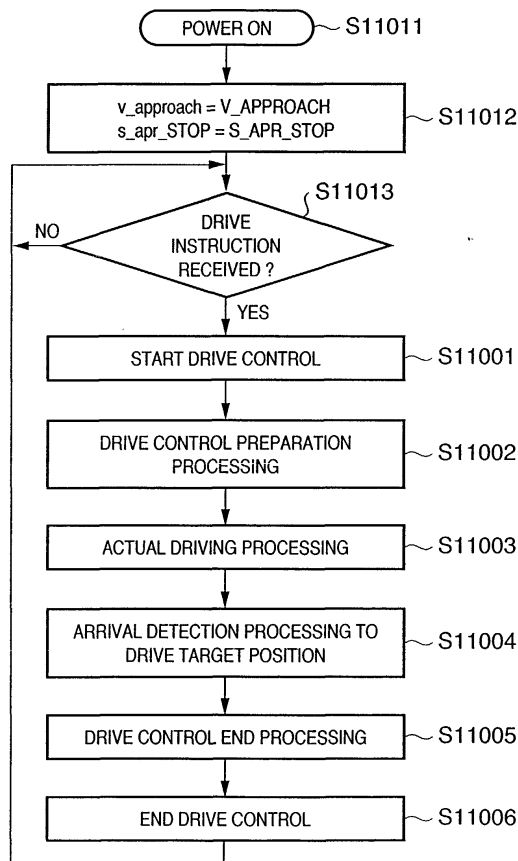 POWER ON
S11011
v_approach = V_APPROACH
s_apr_STOP = S_APR_STOP
S11012
S11013
DRIVE
INSTRUCTION
RECEIVED ?
NO
YES
START DRIVE CONTROL
S11001
DRIVE CONTROL PREPARATION
PROCESSING
S11002
ACTUAL DRIVING PROCESSING
S11003
ARRIVAL DETECTION PROCESSING TO
DRIVE TARGET POSITION
S11004
DRIVE CONTROL END PROCESSING
S11005
END DRIVE CONTROL
S11006